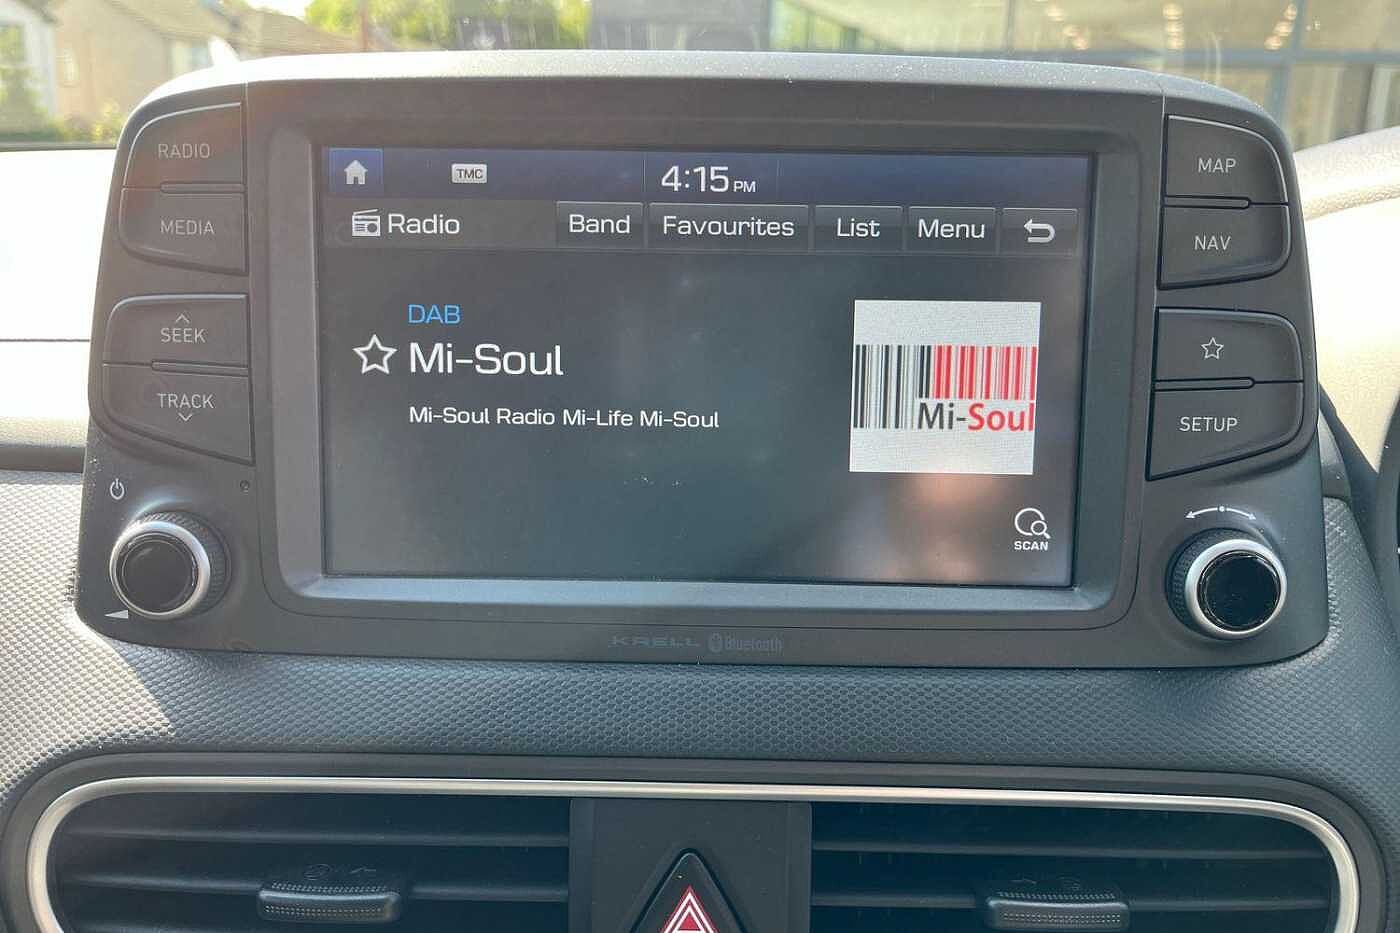 RADIO
MEDIA
SEEK
TRACK
TMC
4:15 PM
Radio
Band
Favourites
List
Menu
DAB
Mi-Soul
Mi-Soul Radio Mi-Life Mi-Soul
Mi-Soul
SCAN
MAP
NAV
SETUP
KRELL Bluetooth